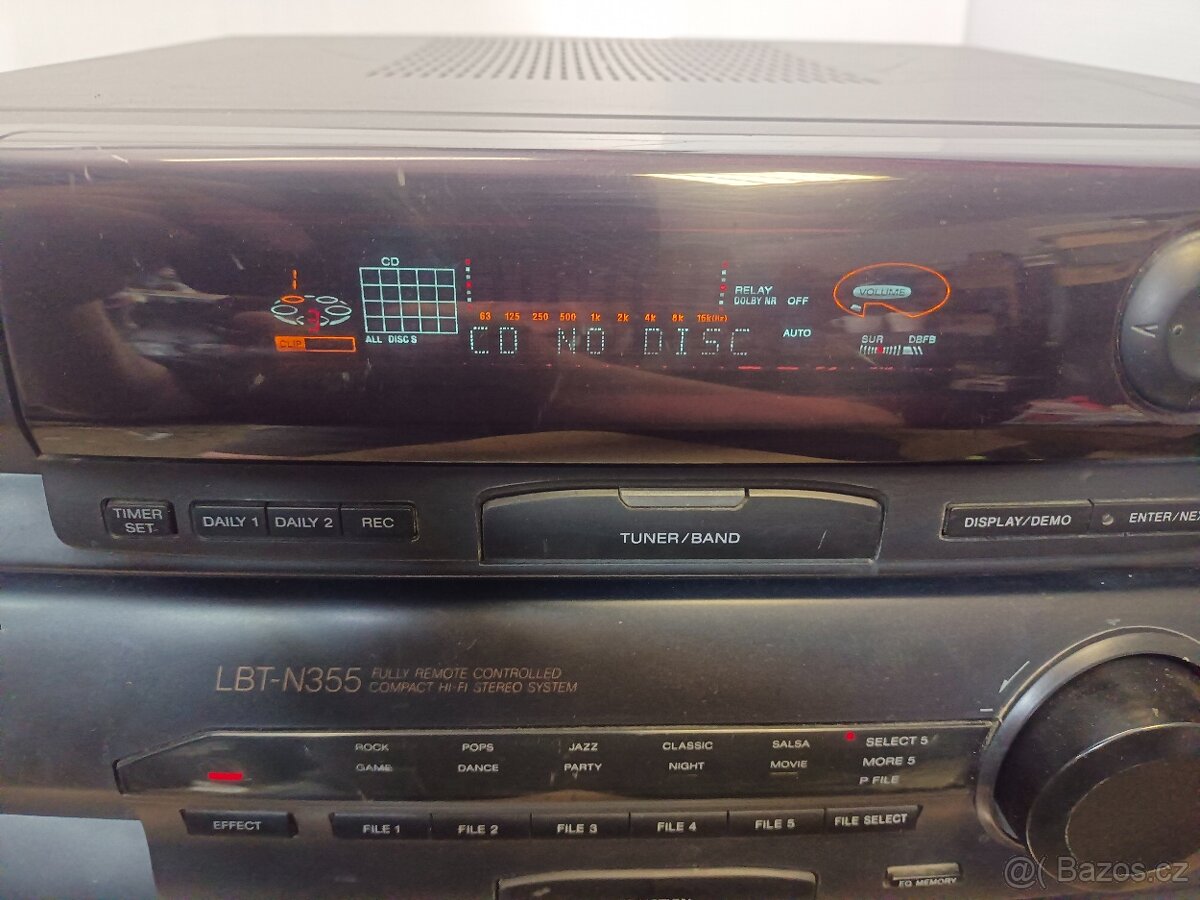 CD
1
3
CLIP
ALL DISCS
63 125 250 500 1k 2k 4k 8k 16k(Hz)
CD NO DISC
RELAY
DOLBY NR OFF
AUTO
VOLUME
SUR DBFB
TIMER
SET
DAILY 1 DAILY 2 REC
TUNER/BAND
DISPLAY/DEMO
ENTER/NEX
LBT-N355 FULLY REMOTE CONTROLLED
COMPACT HI-FI STEREO SYSTEM
ROCK POPS JAZZ CLASSIC SALSA SELECT 5
GAME DANCE PARTY NIGHT MOVIE MORE 5
P FILE
EFFECT FILE 1 FILE 2 FILE 3 FILE 4 FILE 5 FILE SELECT
EQ MEMORY
Bazos.cz